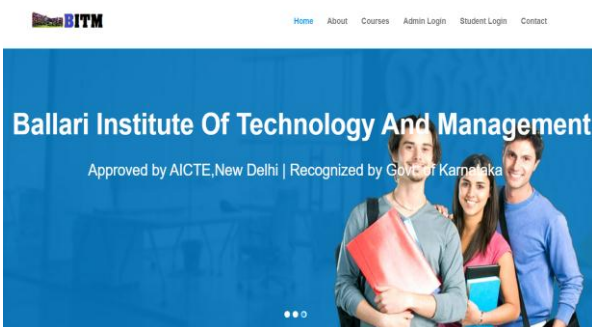 BITM
Home About Courses Admin Login Student Login Contact
Ballari Institute Of Technology And Management
Approved by AICTE,New Delhi | Recognized by Govt of Karnataka